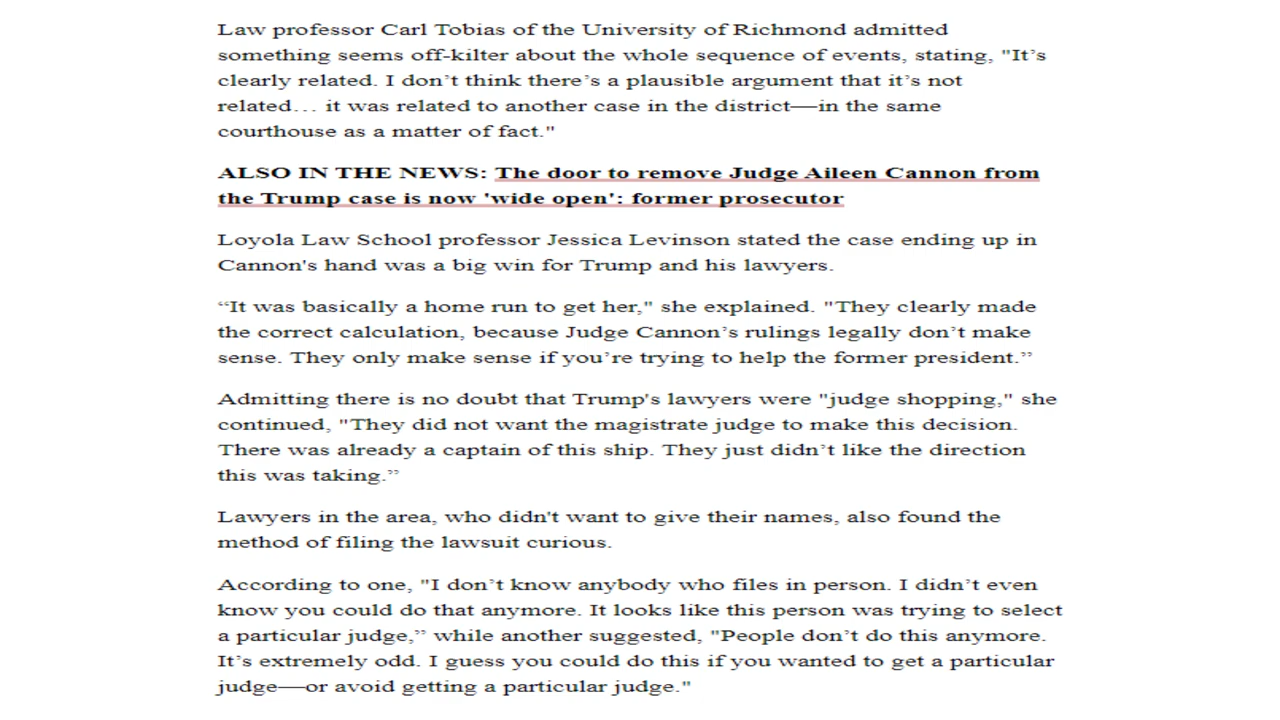 Law professor Carl Tobias of the University of Richmond admitted
something seems off-kilter about the whole sequence of events, stating, "It’s
clearly related. I don’t think there’s a plausible argument that it’s not
related… it was related to another case in the district—in the same
courthouse as a matter of fact."
ALSO IN THE NEWS: The door to remove Judge Aileen Cannon from
the Trump case is now 'wide open': former prosecutor
Loyola Law School professor Jessica Levinson stated the case ending up in
Cannon's hand was a big win for Trump and his lawyers.
“It was basically a home run to get her," she explained. "They clearly made
the correct calculation, because Judge Cannon’s rulings legally don’t make
sense. They only make sense if you’re trying to help the former president.”
Admitting there is no doubt that Trump's lawyers were "judge shopping," she
continued, "They did not want the magistrate judge to make this decision.
There was already a captain of this ship. They just didn’t like the direction
this was taking.”
Lawyers in the area, who didn't want to give their names, also found the
method of filing the lawsuit curious.
According to one, "I don’t know anybody who files in person. I didn’t even
know you could do that anymore. It looks like this person was trying to select
a particular judge,” while another suggested, "People don’t do this anymore.
It’s extremely odd. I guess you could do this if you wanted to get a particular
judge—or avoid getting a particular judge."